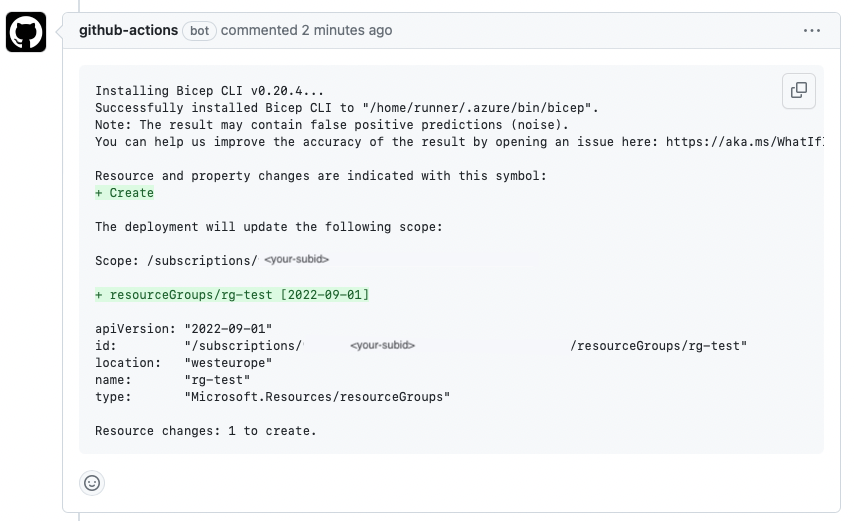 github-actions bot commented 2 minutes ago
Installing Bicep CLI v0.20.4...
Successfully installed Bicep CLI to "/home/runner/.azure/bin/bicep".
Note: The result may contain false positive predictions (noise).
You can help us improve the accuracy of the result by opening an issue here: https://aka.ms/WhatIf
Resource and property changes are indicated with this symbol:
+ Create
The deployment will update the following scope:
Scope: /subscriptions/ <your-subid>
+ resourceGroups/rg-test [2022-09-01]
apiVersion: "2022-09-01"
id: "/subscriptions/ <your-subid> /resourceGroups/rg-test"
location: "westeurope"
name: "rg-test"
type: "Microsoft.Resources/resourceGroups"
Resource changes: 1 to create.